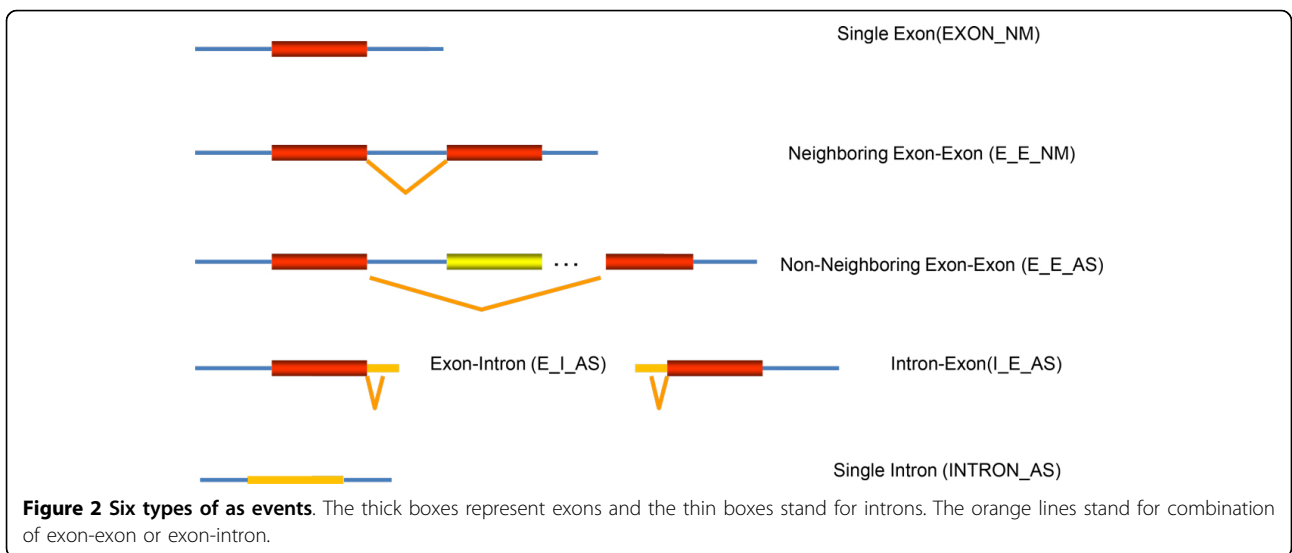 Single Exon(EXON_NM)
Neighboring Exon-Exon (E_E_NM)
...
Non-Neighboring Exon-Exon (E_E_AS)
Exon-Intron (E_I_AS)
Intron-Exon(I_E_AS)
Single Intron (INTRON_AS)
Figure 2 Six types of as events. The thick boxes represent exons and the thin boxes stand for introns. The orange lines stand for combination
of exon-exon or exon-intron.